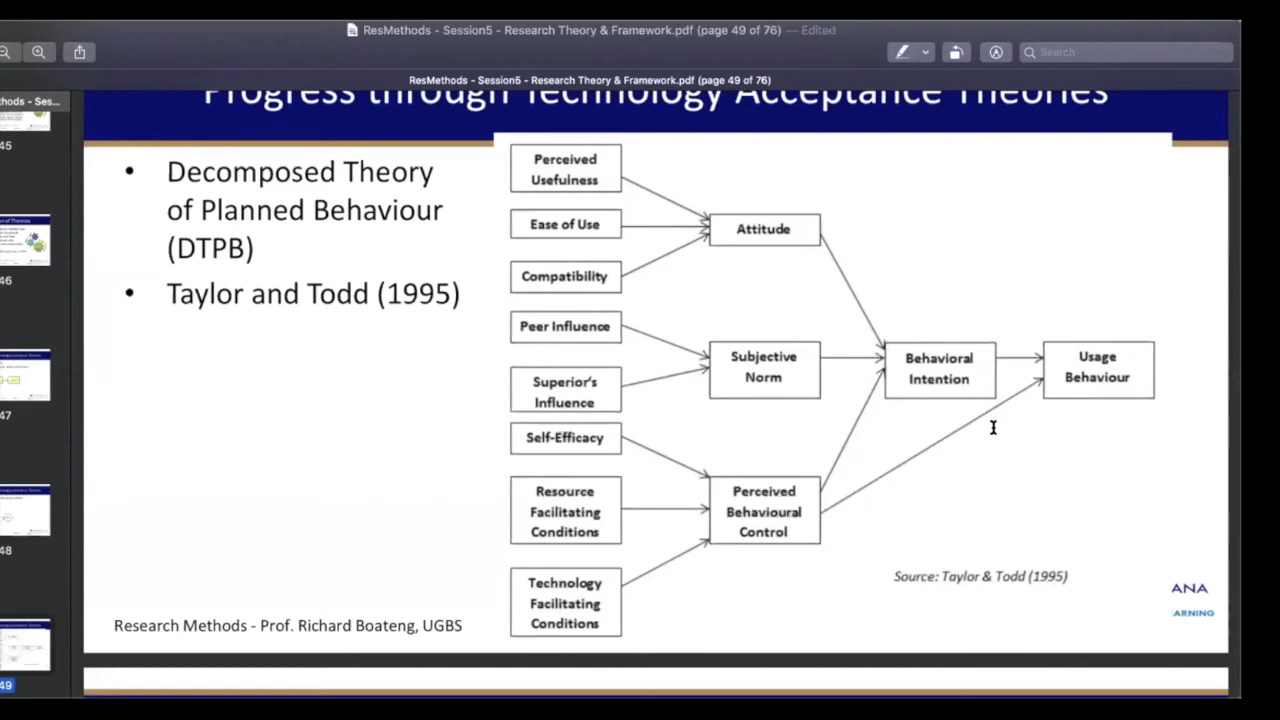 ResMethods - Session5 - Research Theory & Framework.pdf (page 49 of 76) — Edited
Search
ResMethods - Session5 - Research Theory & Framework.pdf (page 49 of 76)
thods - Ses...
45
46
47
48
49
Progress through Technology Acceptance Theories
• Decomposed Theory
of Planned Behaviour
(DTPB)
• Taylor and Todd (1995)
Perceived
Usefulness
Ease of Use
Compatibility
Peer Influence
Superior's
Influence
Self-Efficacy
Resource
Facilitating
Conditions
Technology
Facilitating
Conditions
Attitude
Subjective
Norm
Perceived
Behavioural
Control
Behavioral
Intention
Usage
Behaviour
Source: Taylor & Todd (1995)
ANA
ARNING
Research Methods - Prof. Richard Boateng, UGBS